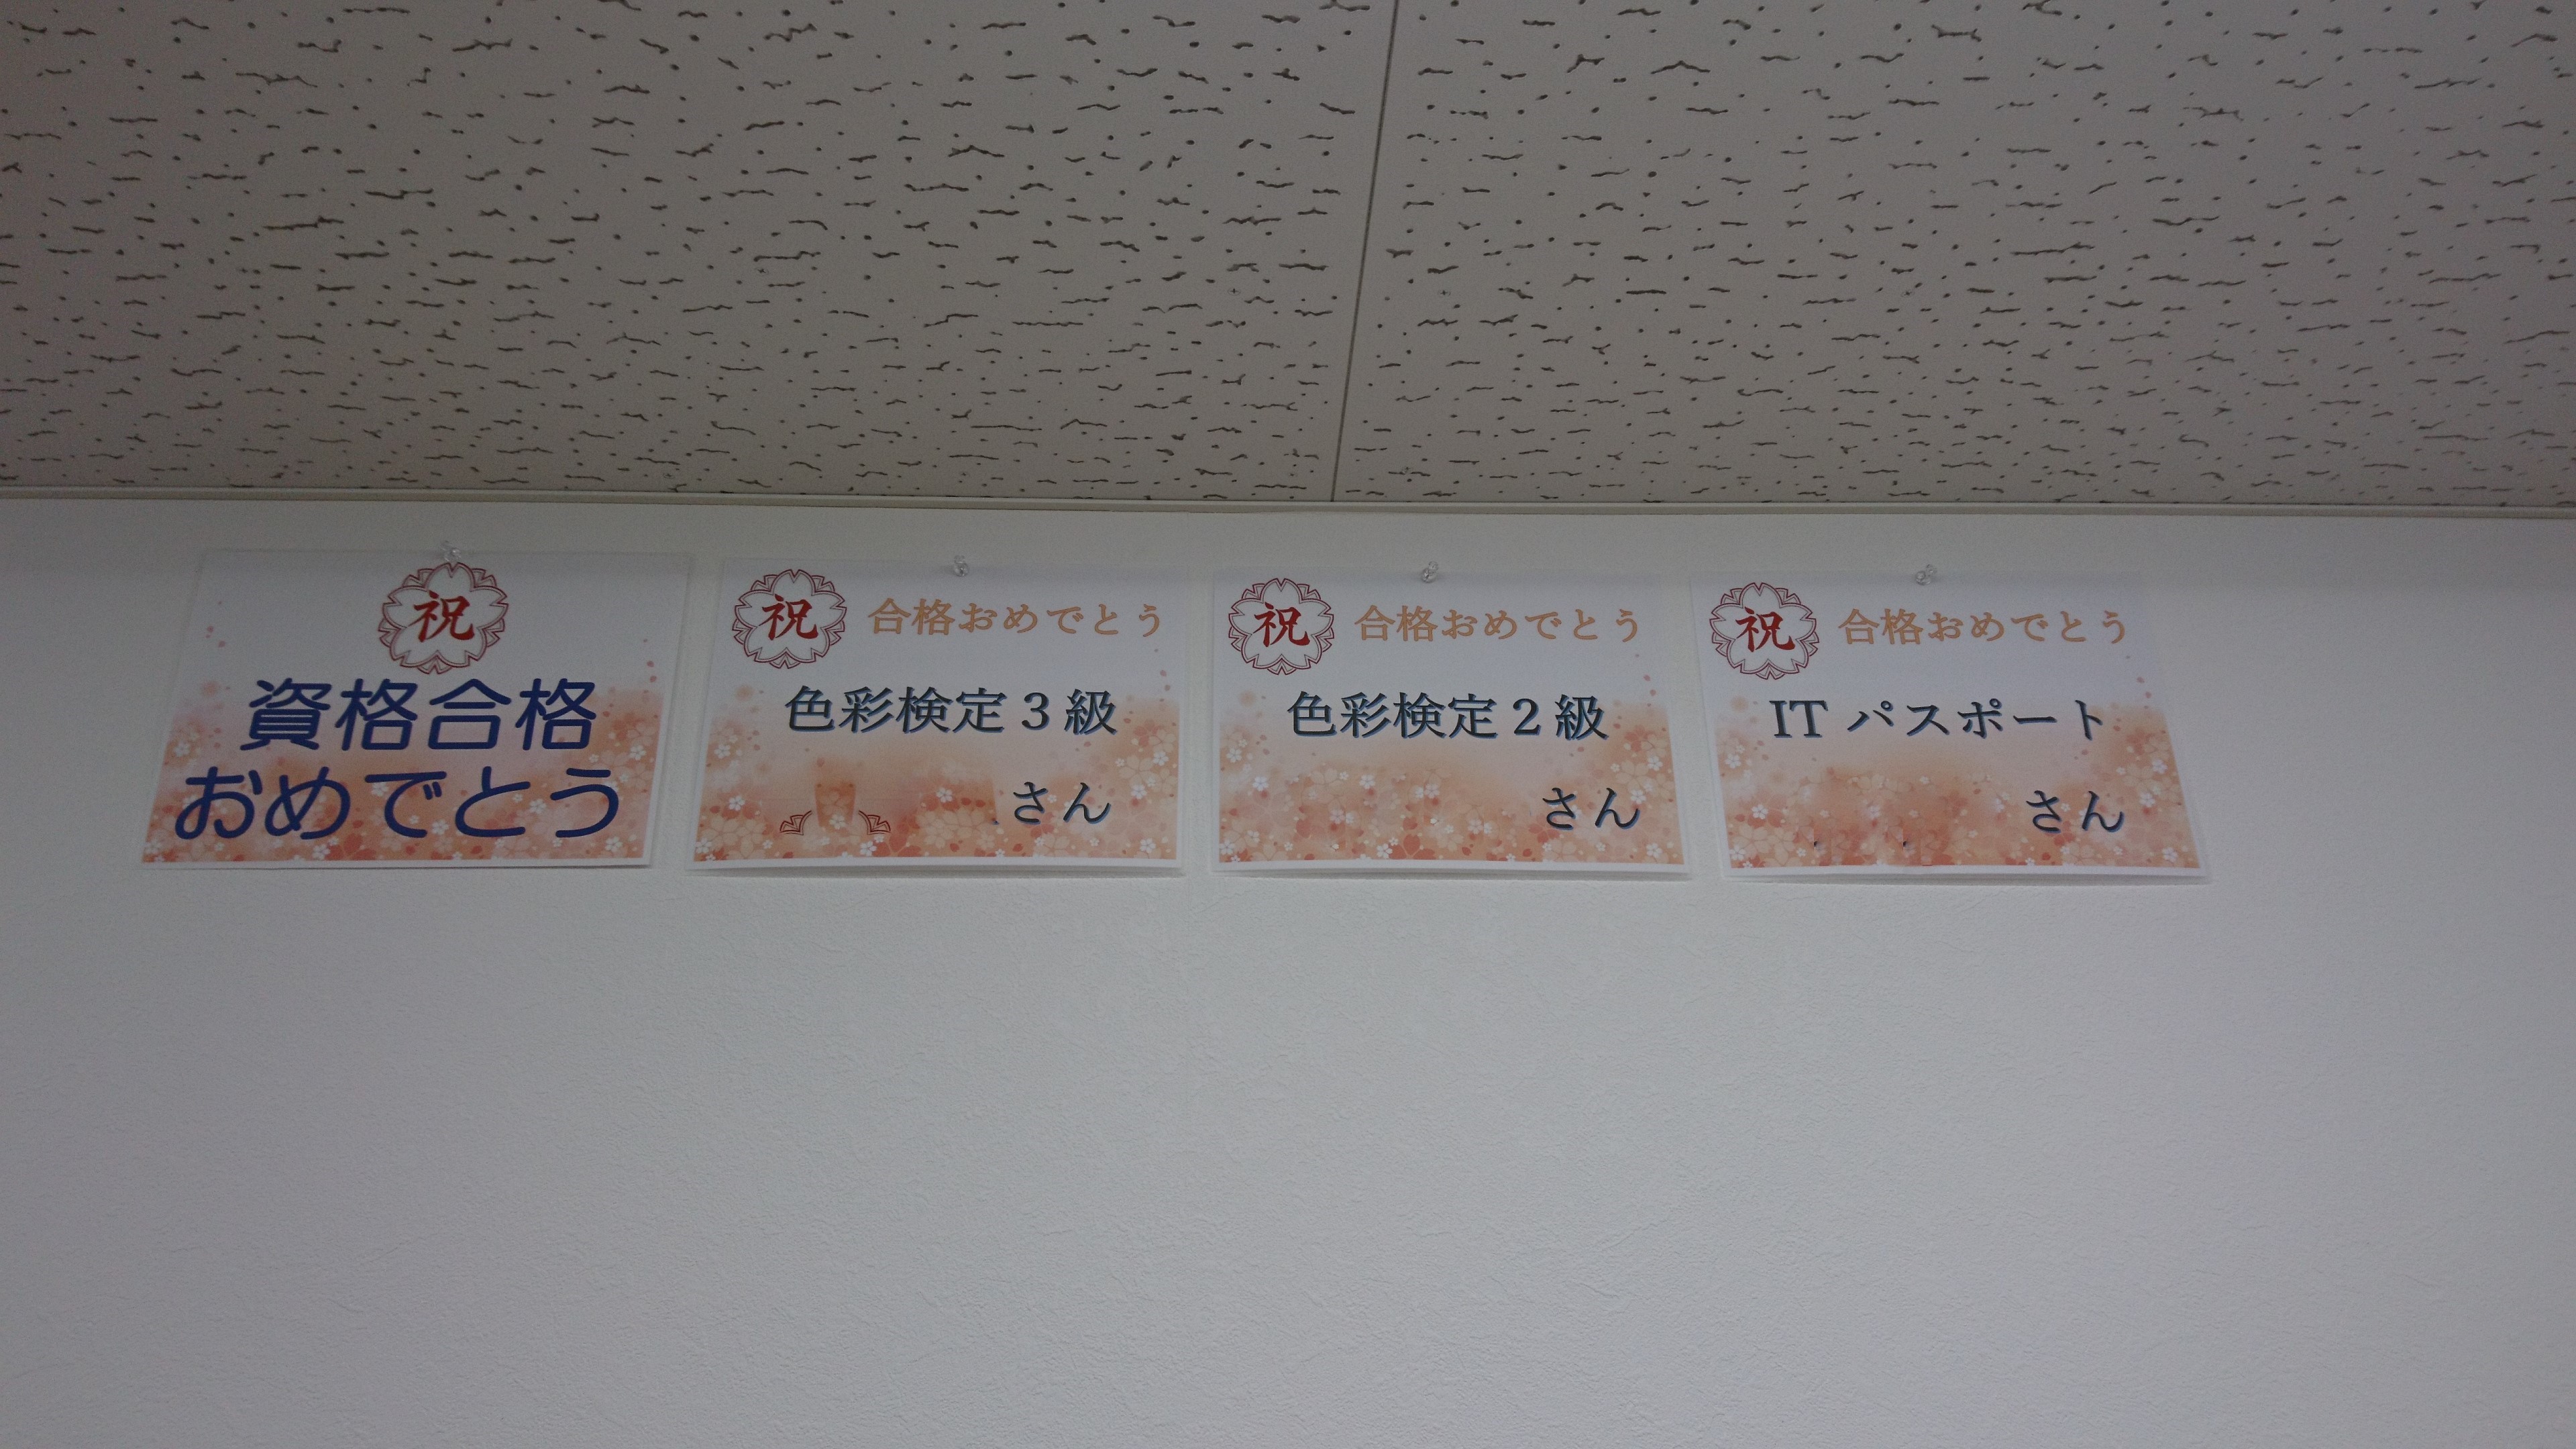 祝
資格合格
おめでとう
祝 合格おめでとう
色彩検定3級
さん
祝 合格おめでとう
色彩検定2級
さん
祝 合格おめでとう
ITパスポート
さん